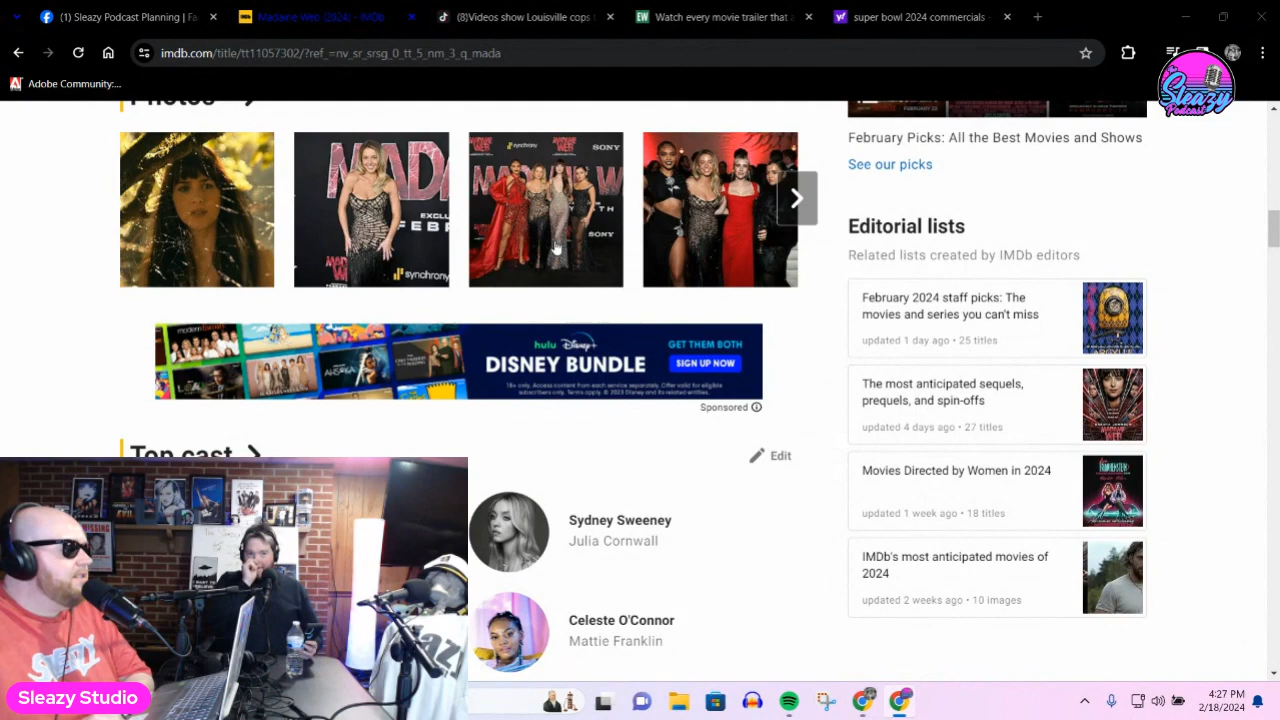 (1) Sleazy Podcast Planning | Fa
Madame Web (2024) - IMDb
(8)Videos show Louisville cops
Watch every movie trailer that a
super bowl 2024 commercials -
imdb.com/title/tt11057302/?ref_=nv_sr_srsg_0_tt_5_nm_3_q_mada
Adobe Community:...
The Sleazy Podcast
Photos
February Picks: All the Best Movies and Shows
See our picks
SONY
synchrony
hulu Disney+
DISNEY BUNDLE
GET THEM BOTH
SIGN UP NOW
Sponsored
Editorial lists
Related lists created by IMDb editors
February 2024 staff picks: The
movies and series you can't miss
updated 1 day ago • 25 titles
The most anticipated sequels,
prequels, and spin-offs
updated 4 days ago • 27 titles
Movies Directed by Women in 2024
updated 1 week ago • 18 titles
IMDb's most anticipated movies of
2024
updated 2 weeks ago • 10 images
Top cast
Edit
Sydney Sweeney
Julia Cornwall
Celeste O'Connor
Mattie Franklin
MISSING
Sleazy Studio
4:27 PM
2/18/2024